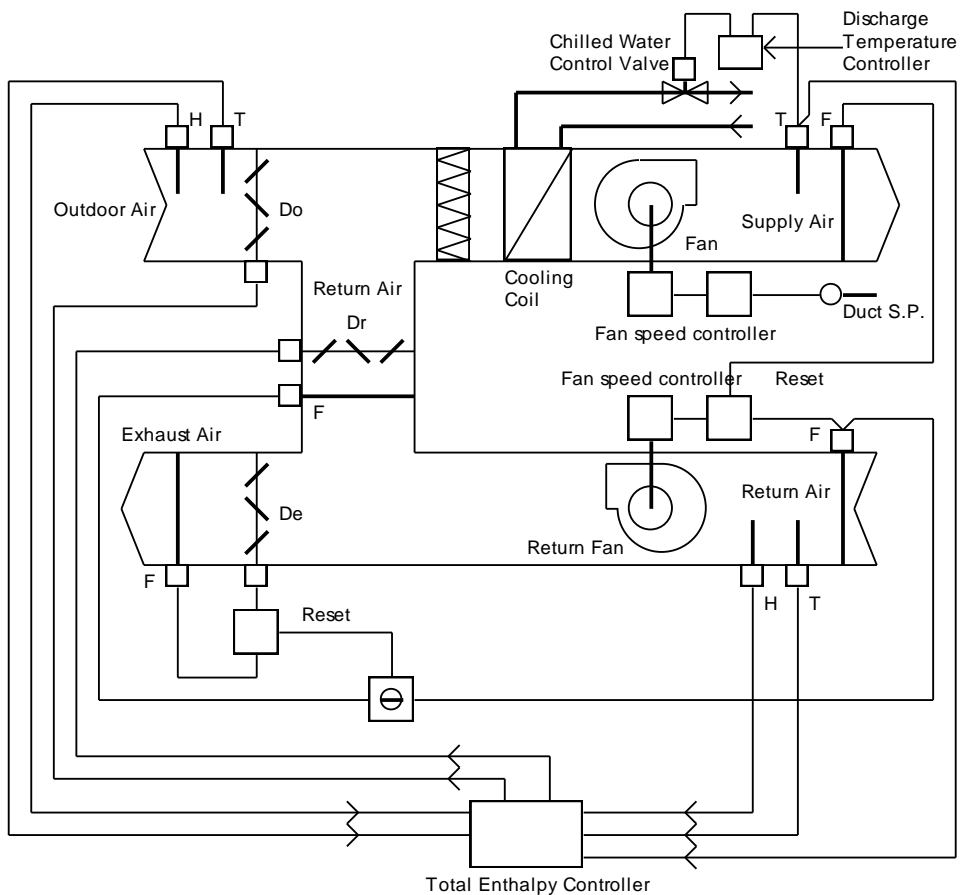 Discharge
Temperature
Controller
Chilled Water
Control Valve
H
T
T
F
Outdoor Air
Do
Fan
Supply Air
Return Air
Cooling
Coil
Dr
Duct S.P.
Fan speed controller
Fan speed controller
Reset
F
Exhaust Air
F
De
Return Air
Return Fan
F
H
T
Reset
Total Enthalpy Controller